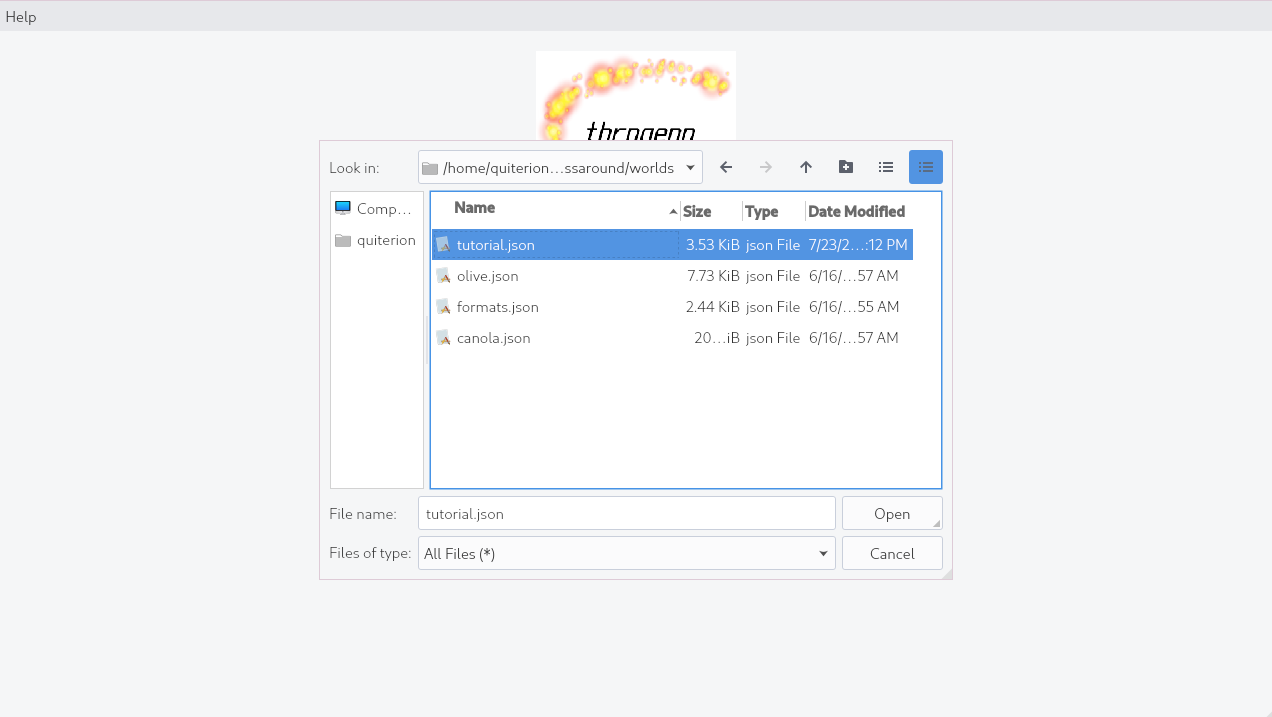 Help
Look in:
/home/quiterion...ssaround/worlds
Comp...
quiterion
Name
Size
Type
Date Modified
tutorial.json 3.53 KiB json File 7/23/2...:12 PM
olive.json 7.73 KiB json File 6/16/...57 AM
formats.json 2.44 KiB json File 6/16/...55 AM
canola.json 20...iB json File 6/16/...57 AM
File name:
tutorial.json
Open
Files of type:
All Files (*)
Cancel